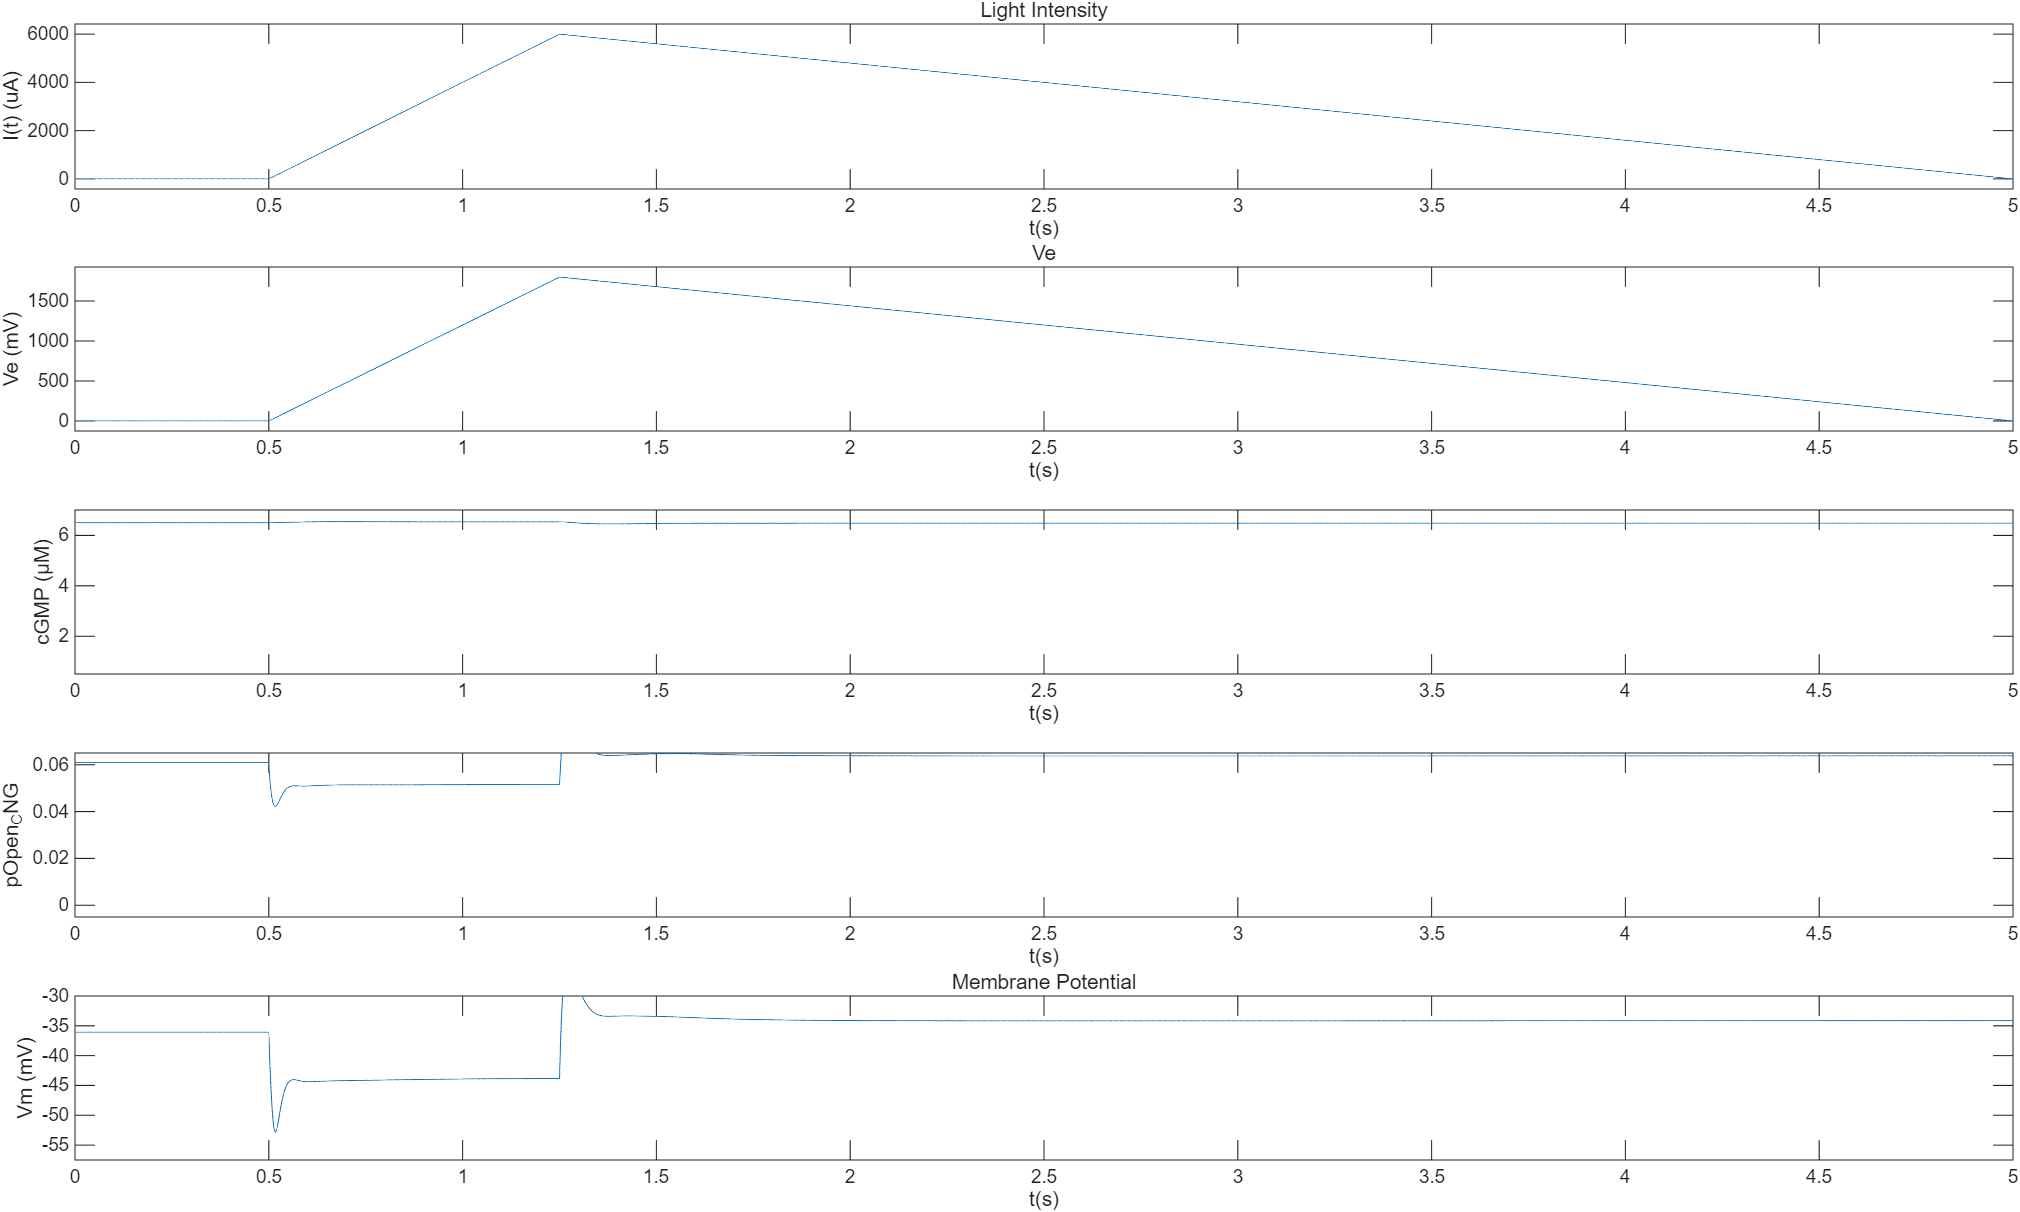 Light Intensity
I(t) (uA)
6000
4000
2000
0
0 0.5 1 1.5 2 2.5 3 3.5 4 4.5 5
t(s)
Ve
Ve (mV)
1500
1000
500
0
0 0.5 1 1.5 2 2.5 3 3.5 4 4.5 5
t(s)
cGMP (μM)
6
4
2
0 0.5 1 1.5 2 2.5 3 3.5 4 4.5 5
t(s)
pOpenCNG
0.06
0.04
0.02
0
0 0.5 1 1.5 2 2.5 3 3.5 4 4.5 5
t(s)
Membrane Potential
Vm (mV)
-30
-35
-40
-45
-50
-55
0 0.5 1 1.5 2 2.5 3 3.5 4 4.5 5
t(s)